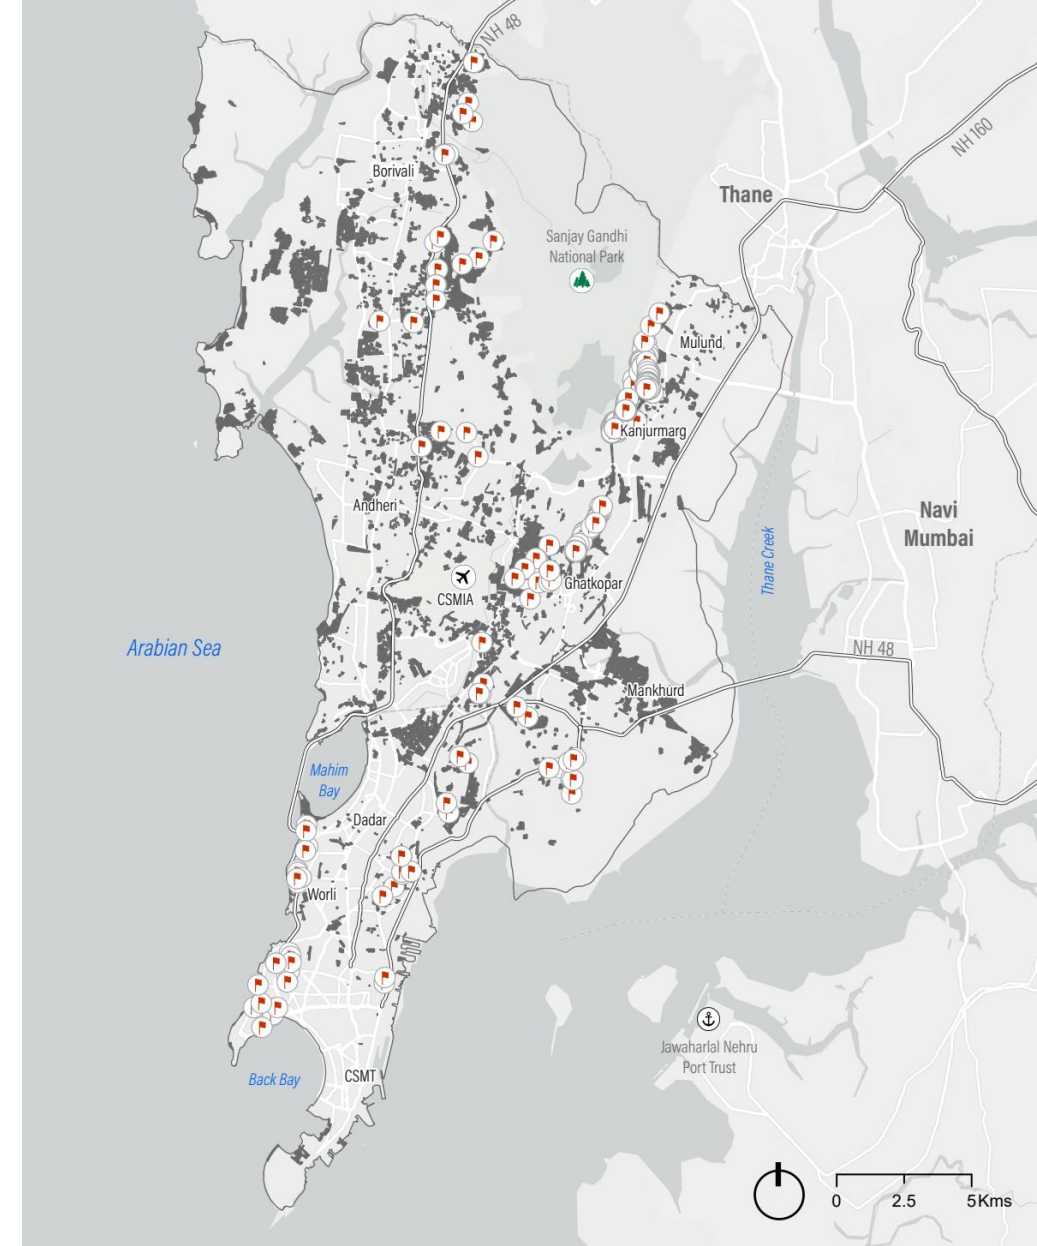 NH 48
NH 160
Borivali
Thane
Sanjay Gandhi
National Park
Mulund
Kanjurmarg
Andheri
Navi
Mumbai
Thane Creek
Ghatkopar
CSMIA
Arabian Sea
NH 48
Mankhurd
Mahim
Bay
Dadar
Worli
Jawaharlal Nehru
Port Trust
Back Bay
CSMT
0 2.5 5Kms